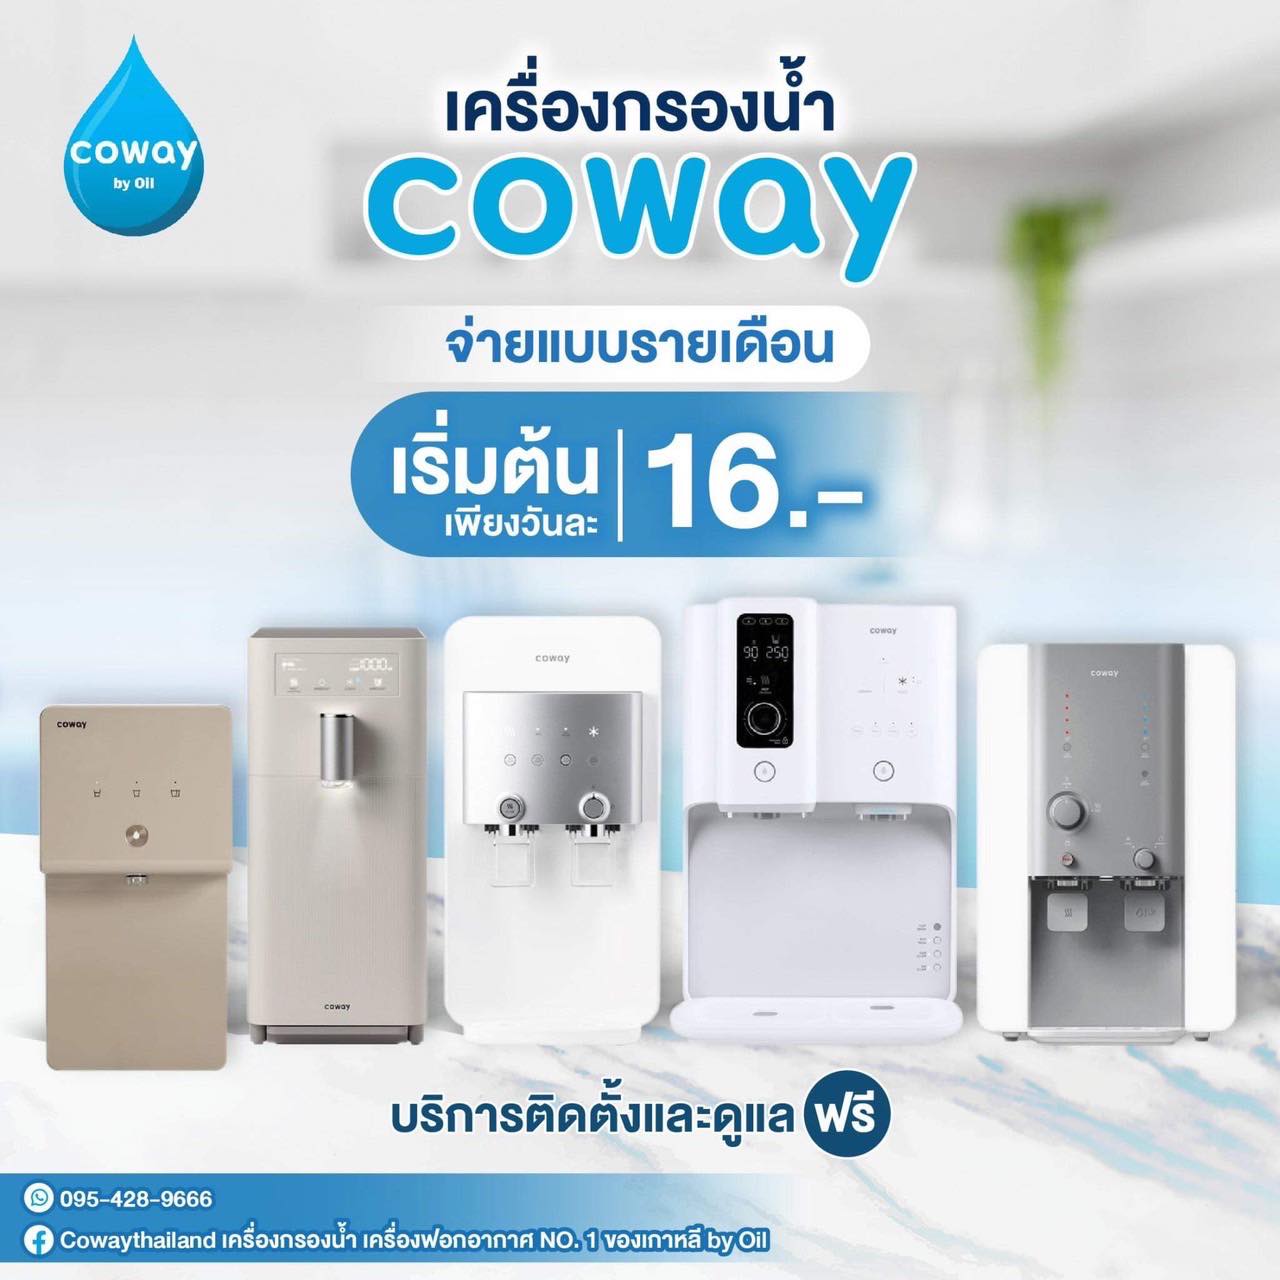 coway
by Oil
เครื่องกรองน้ำ
coway
จ่ายแบบรายเดือน
เริ่มต้น
เพียงวันละ
16.-
coway
1000
coway
coway
90 250
coway
coway
บริการติดตั้งและดูแล ฟรี
095-428-9666
Cowaythailand เครื่องกรองน้ำ เครื่องฟอกอากาศ NO. 1 ของเกาหลี by Oil